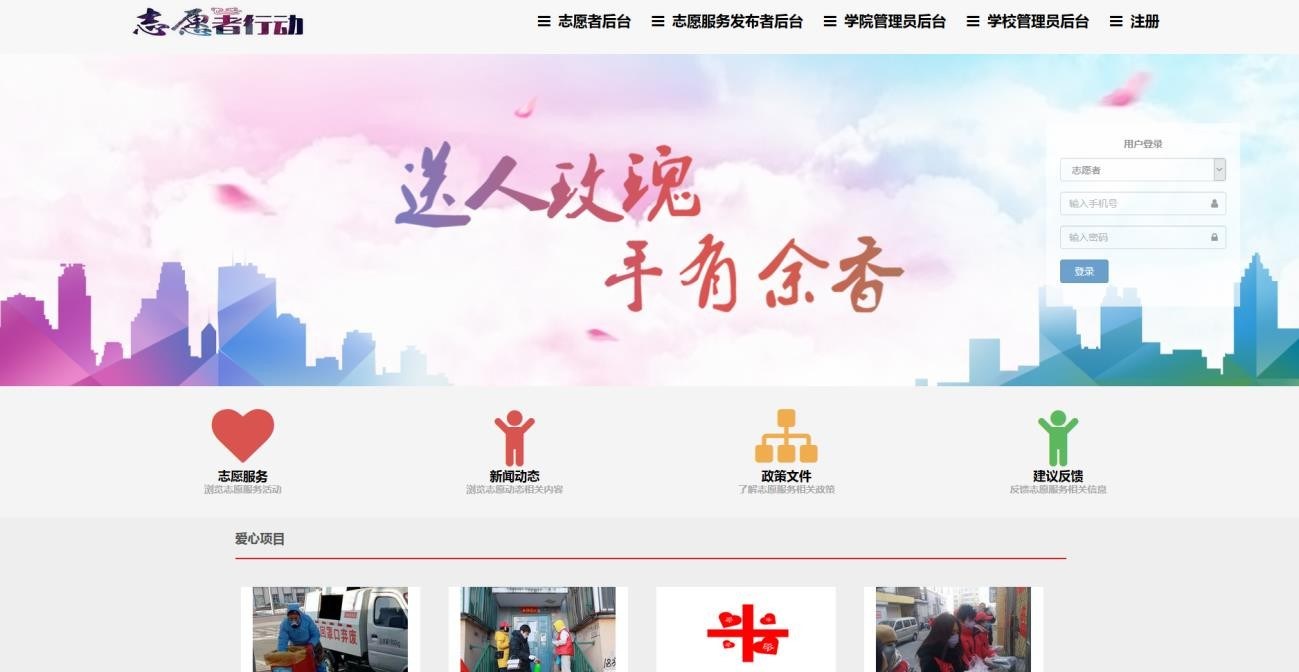 志愿者行动
志愿者后台
志愿服务发布者后台
学院管理员后台
学校管理员后台
注册
送人玫瑰
手有余香
用户登录
志愿者
输入手机号
输入密码
登录
志愿服务
浏览志愿服务活动
新闻动态
浏览志愿动态相关内容
政策文件
了解志愿服务相关政策
建议反馈
反馈志愿服务相关信息
爱心项目